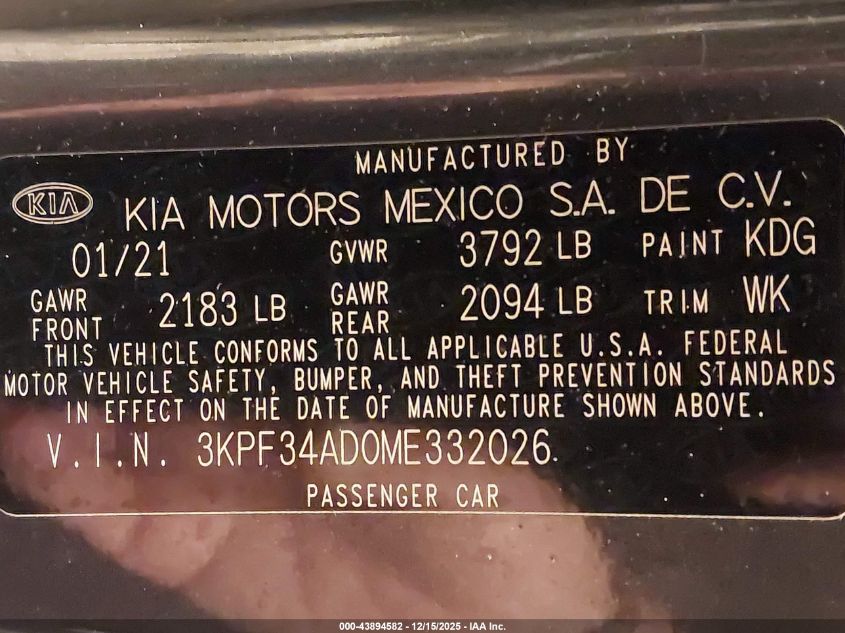 MANUFACTURED BY
KIA KIA MOTORS MEXICO S.A. DE C.V.
01/21 GVWR 3792 LB PAINT KDG
GAWR FRONT 2183 LB GAWR REAR 2094 LB TRIM WK
THIS VEHICLE CONFORMS TO ALL APPLICABLE U.S.A. FEDERAL
MOTOR VEHICLE SAFETY, BUMPER, AND THEFT PREVENTION STANDARDS
IN EFFECT ON THE DATE OF MANUFACTURE SHOWN ABOVE.
V.I.N. 3KPF34AD0ME332026
PASSENGER CAR
000-43894582 - 12/15/2025 - IAA Inc.